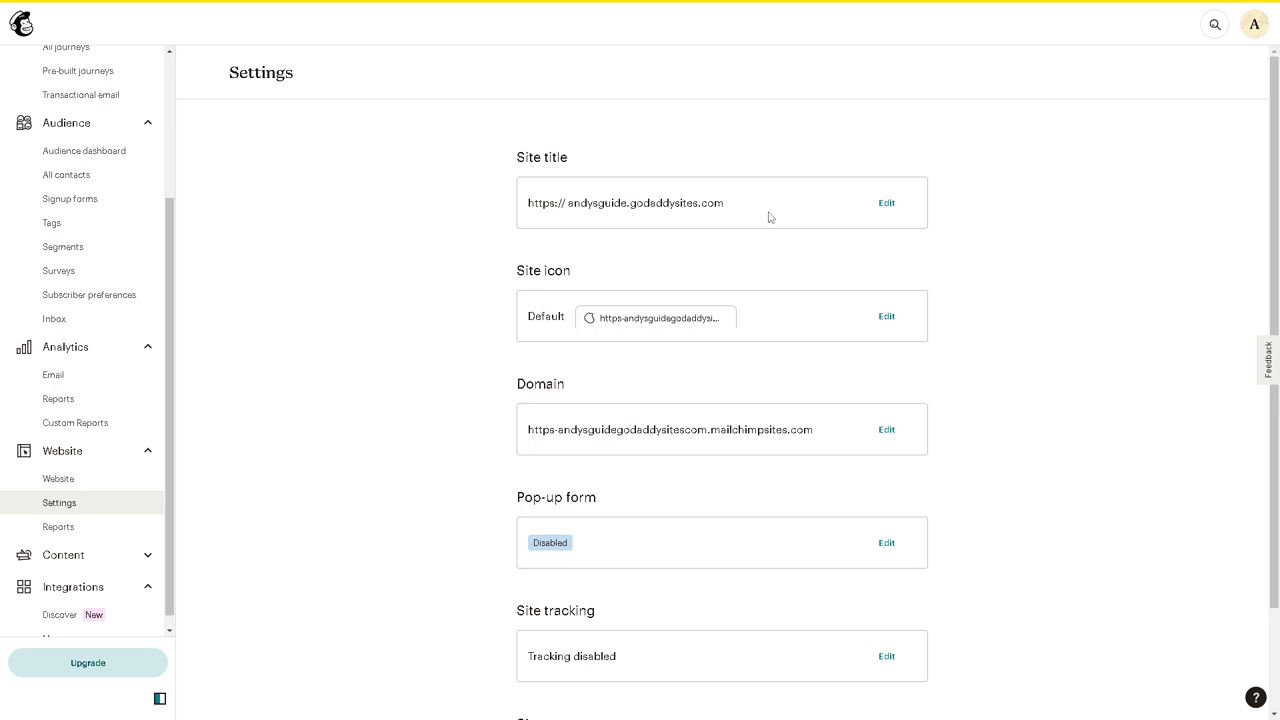 A
All journeys
Pre-built journeys
Transactional email
Audience
Audience dashboard
All contacts
Signup forms
Tags
Segments
Surveys
Subscriber preferences
Inbox
Analytics
Email
Reports
Custom Reports
Website
Website
Settings
Reports
Content
Integrations
Discover New
Upgrade
Settings
Site title
https:// andysguide.godaddysites.com
Edit
Site icon
Default
https-andysguidegodaddysi...
Edit
Domain
https-andysguidegodaddysitescom.mailchimpsites.com
Edit
Pop-up form
Disabled
Edit
Site tracking
Tracking disabled
Edit
Feedback
?